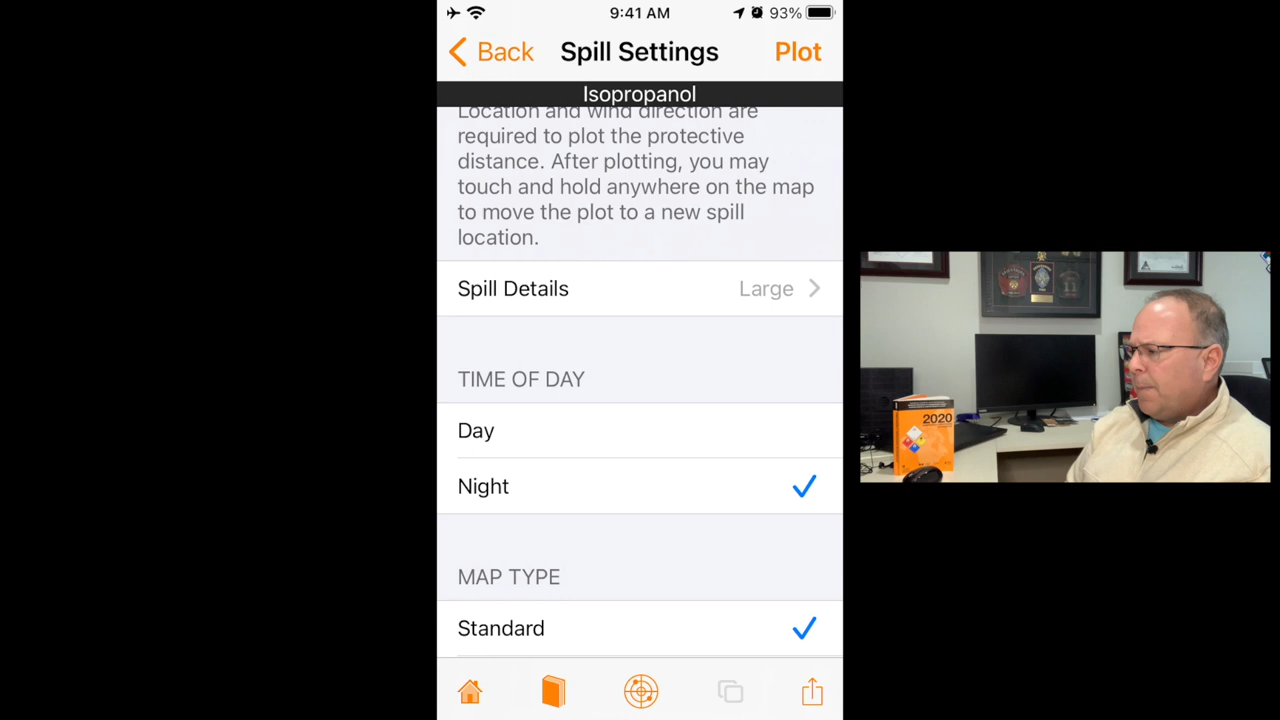 9:41 AM
93%
Back
Spill Settings
Plot
Isopropanol
Location and wind direction are
required to plot the protective
distance. After plotting, you may
touch and hold anywhere on the map
to move the plot to a new spill
location.
Spill Details
Large
TIME OF DAY
Day
Night
MAP TYPE
Standard
2020